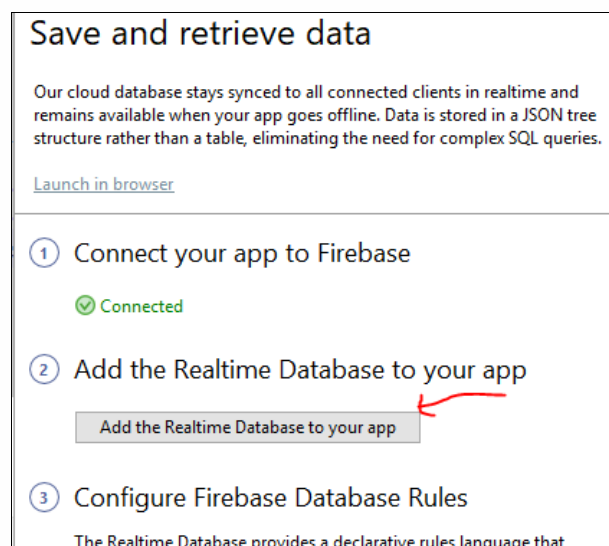 Save and retrieve data
Our cloud database stays synced to all connected clients in realtime and
remains available when your app goes offline. Data is stored in a JSON tree
structure rather than a table, eliminating the need for complex SQL queries.
Launch in browser
1 Connect your app to Firebase
Connected
2 Add the Realtime Database to your app
Add the Realtime Database to your app
3 Configure Firebase Database Rules
The Realtime Database provides a declarative rules language that